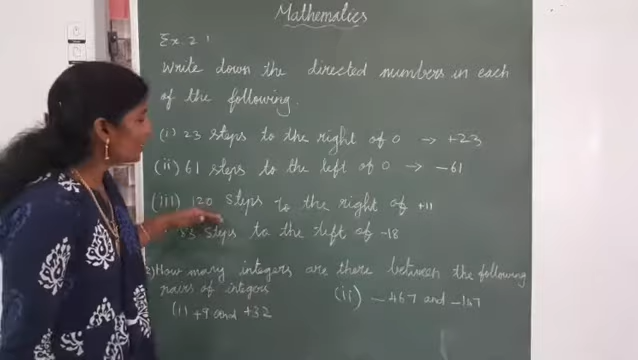 Mathematics
Ex. 2.1
Write down the directed numbers in each
of the following.
(i) 23 steps to the right of 0 → +23
(ii) 61 steps to the left of 0 → -61
(iii) 120 steps to the right of +11
steps to the left of -18
2) How many integers are there between the following
pairs of integers
(i) +9 and +32 (ii) -467 and